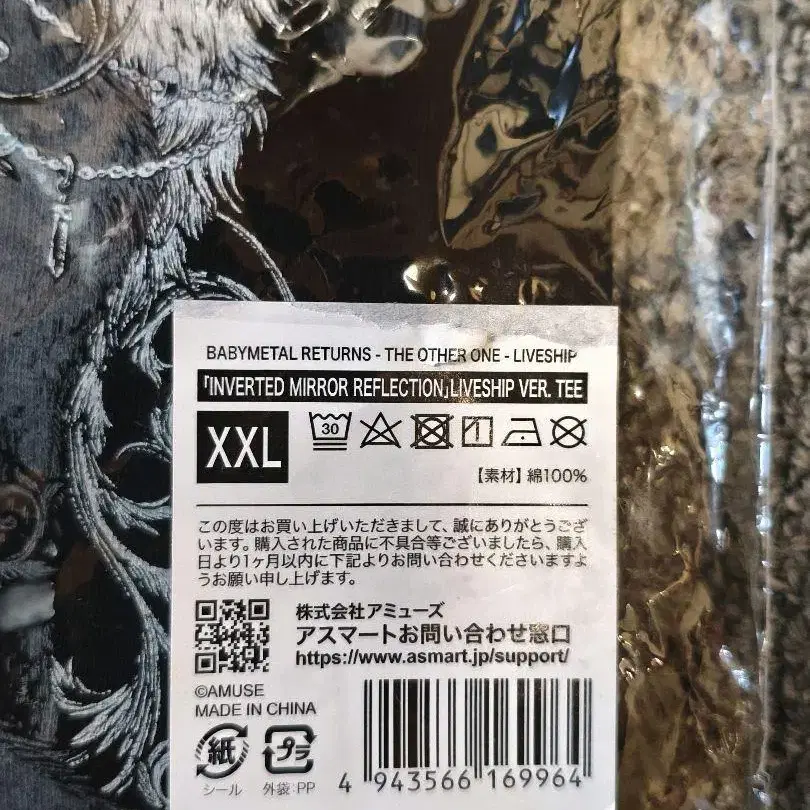 BABYMETAL RETURNS - THE OTHER ONE - LIVESHIP
「INVERTED MIRROR REFLECTION」LIVESHIP VER. TEE
XXL
30
【素材】綿100%
この度はお買い上げいただきまして、誠にありがとうござ
います。購入された商品に不具合等ございましたら、購入
日より1ヶ月以内に下記よりお問い合わせくださいますよ
うお願い申し上げます。
株式会社アミューズ
アスマートお問い合わせ窓口
https://www.asmart.jp/support/
©AMUSE
MADE IN CHINA
紙
シール
プラ
外袋:PP
4 943566 169964